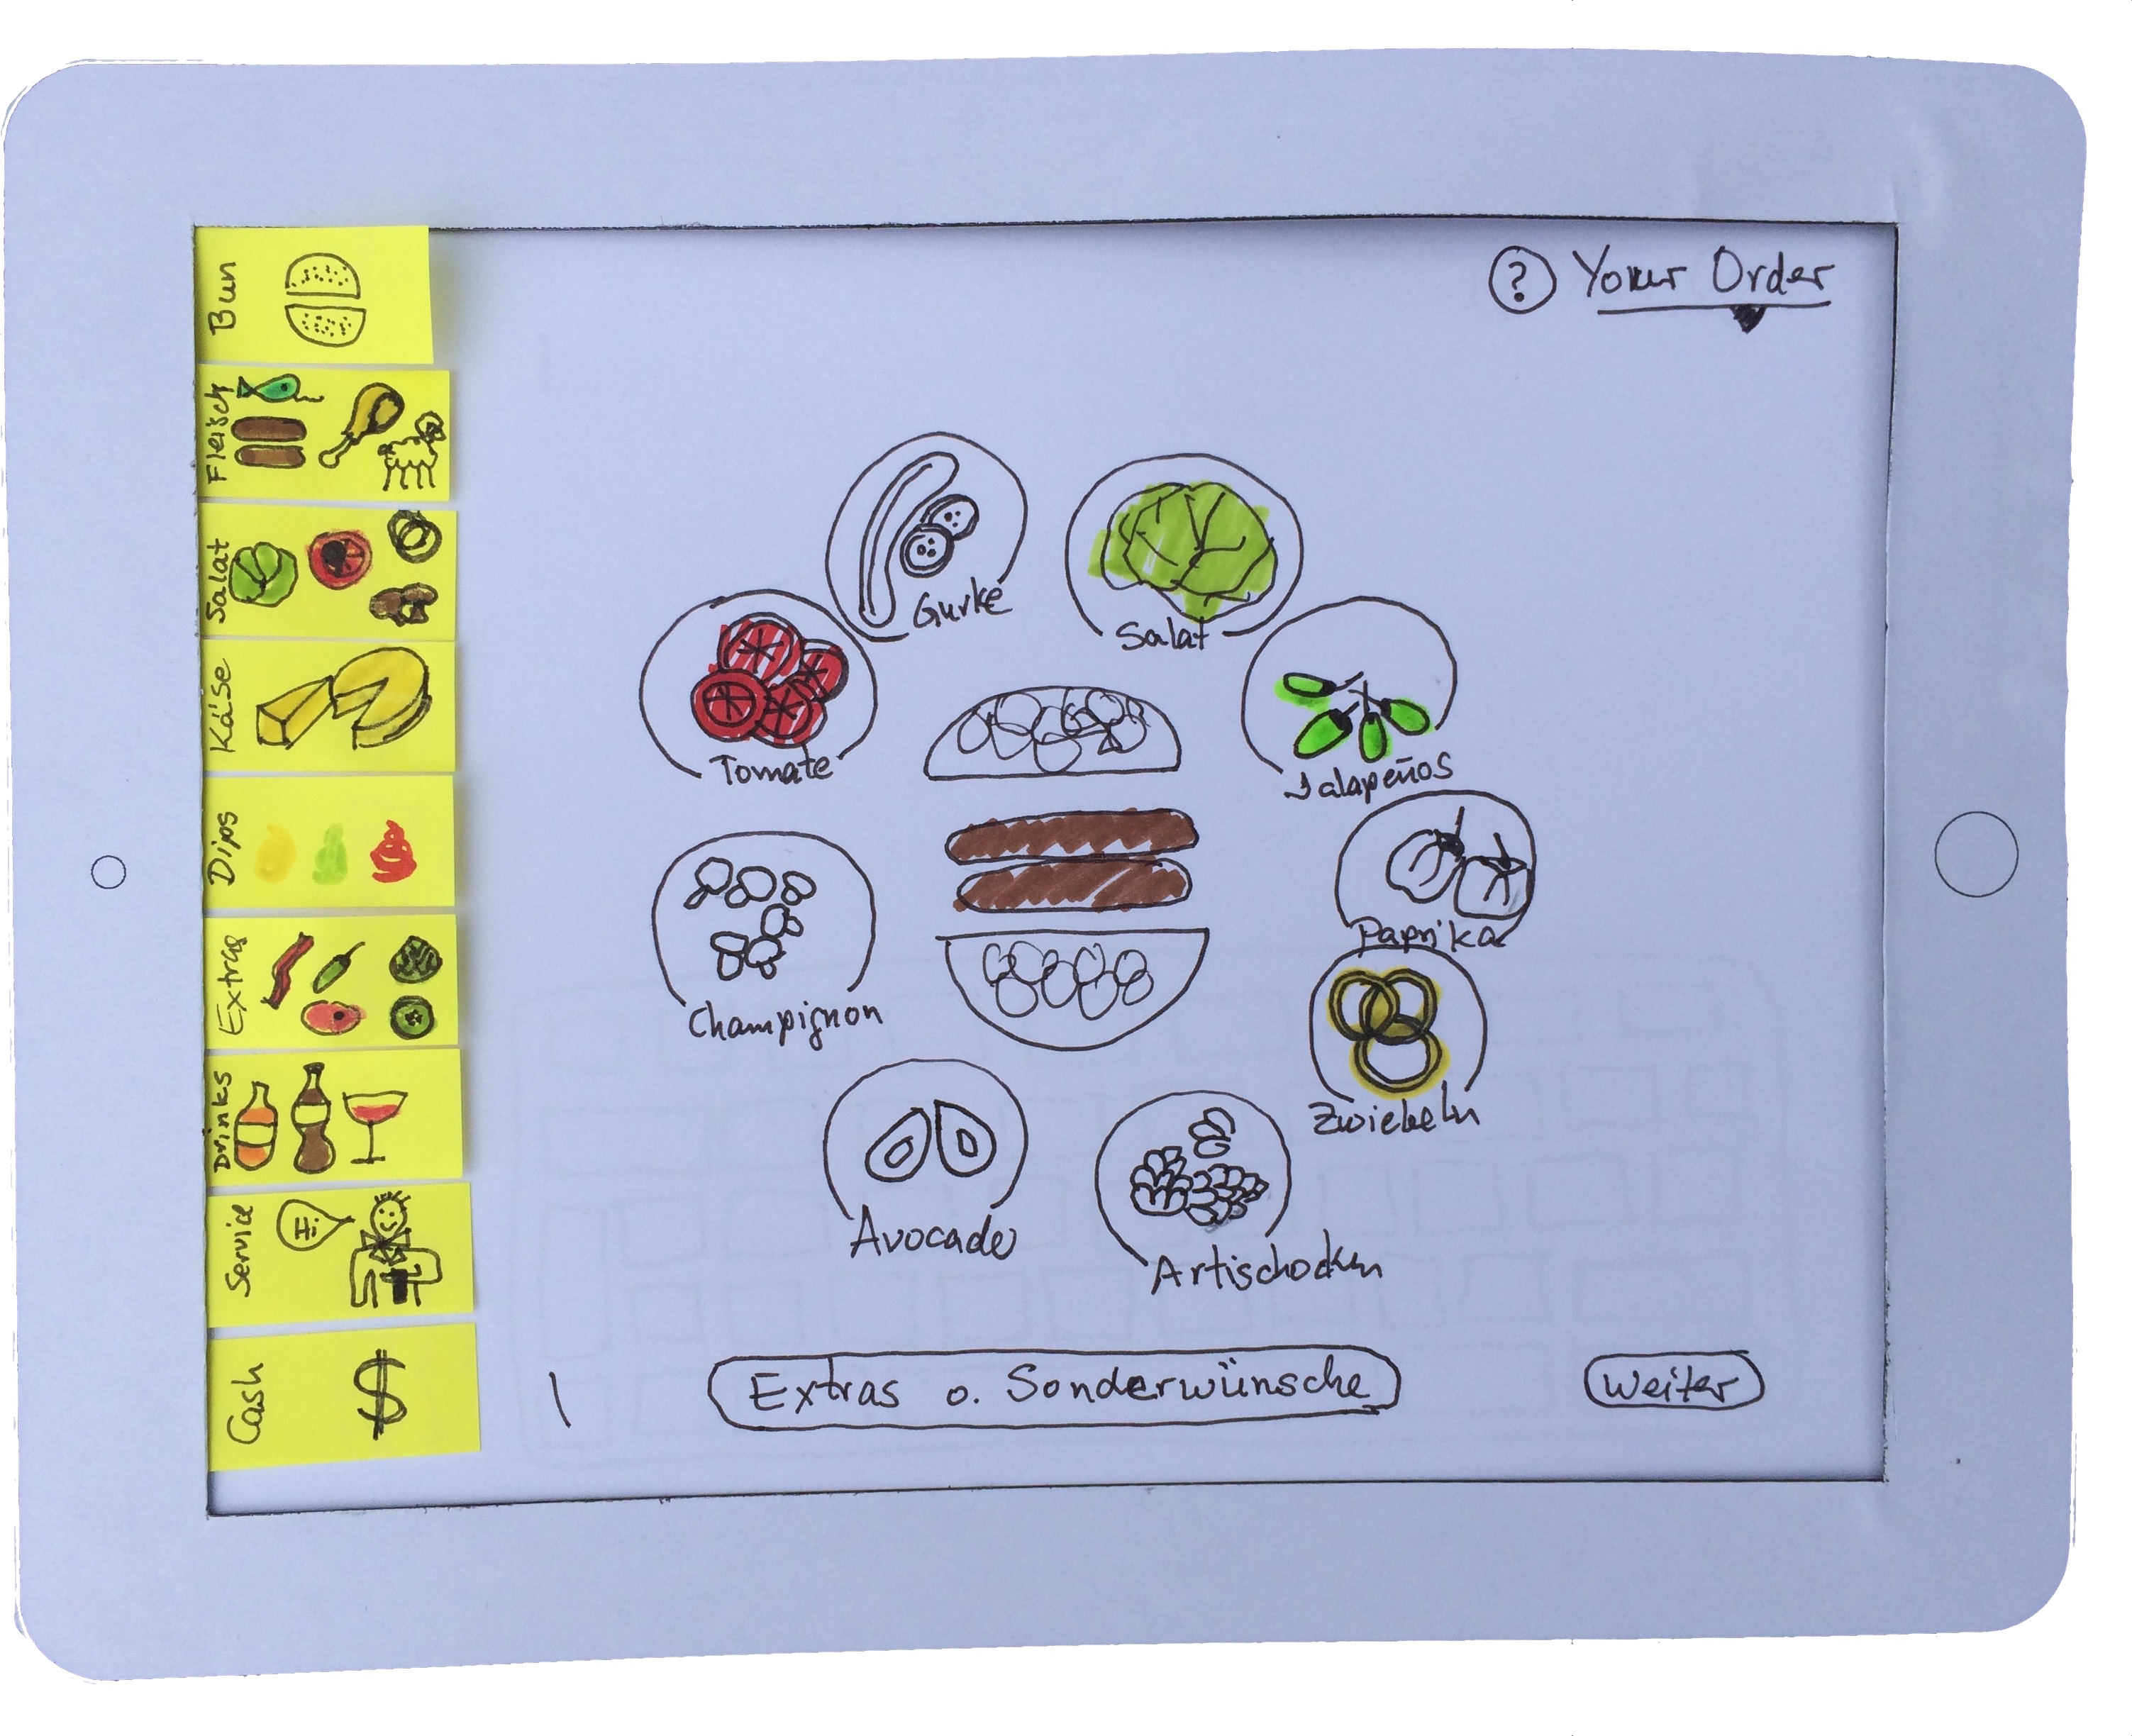 Bun
Fleisch
Salat
Käse
Dips
Extras
Drinks
Service
Hi
Cash
$
? Your Order
Gurke
Salat
Tomate
Jalapeños
Paprika
Champignon
Zwiebeln
Avocado
Artischocken
Extras o. Sonderwünsche
Weiter